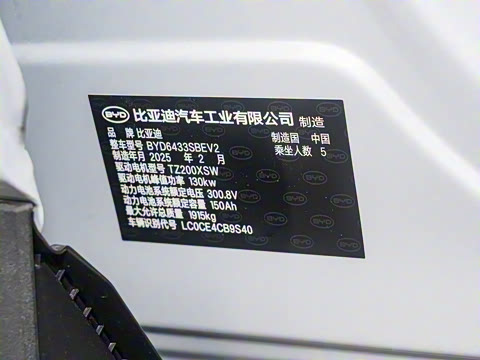 BYD 比亚迪汽车工业有限公司 制造
品 牌 比亚迪 制造国 中国
整车型号 BYD6433SBEV2 乘坐人数 5
制造年月 2025 年 2 月
驱动电机型号 TZ200XSW
驱动电机峰值功率 130kW
动力电池系统额定电压 300.8V
动力电池系统额定容量 150Ah
最大允许总质量 1915kg
车辆识别代号 LC0CE4CB9S40